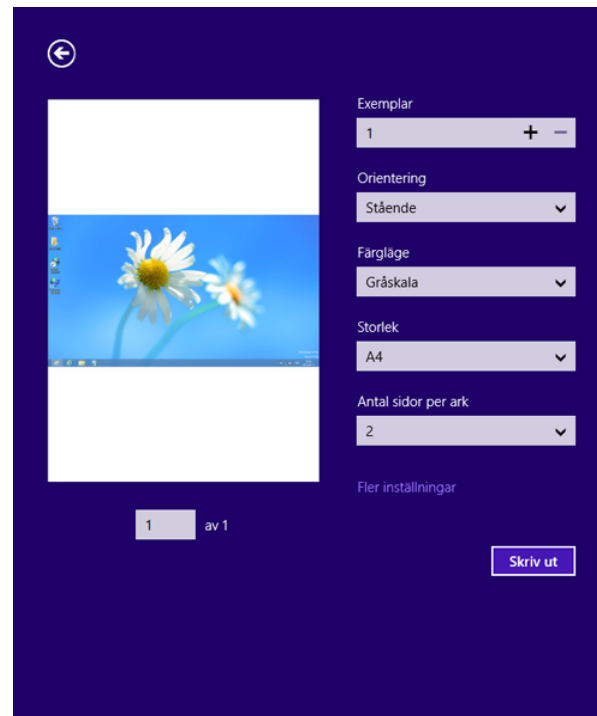 Exemplar
1
Orientering
Stående
Färgläge
Gråskala
Storlek
A4
Antal sidor per ark
2
Fler inställningar
1 av 1
Skriv ut